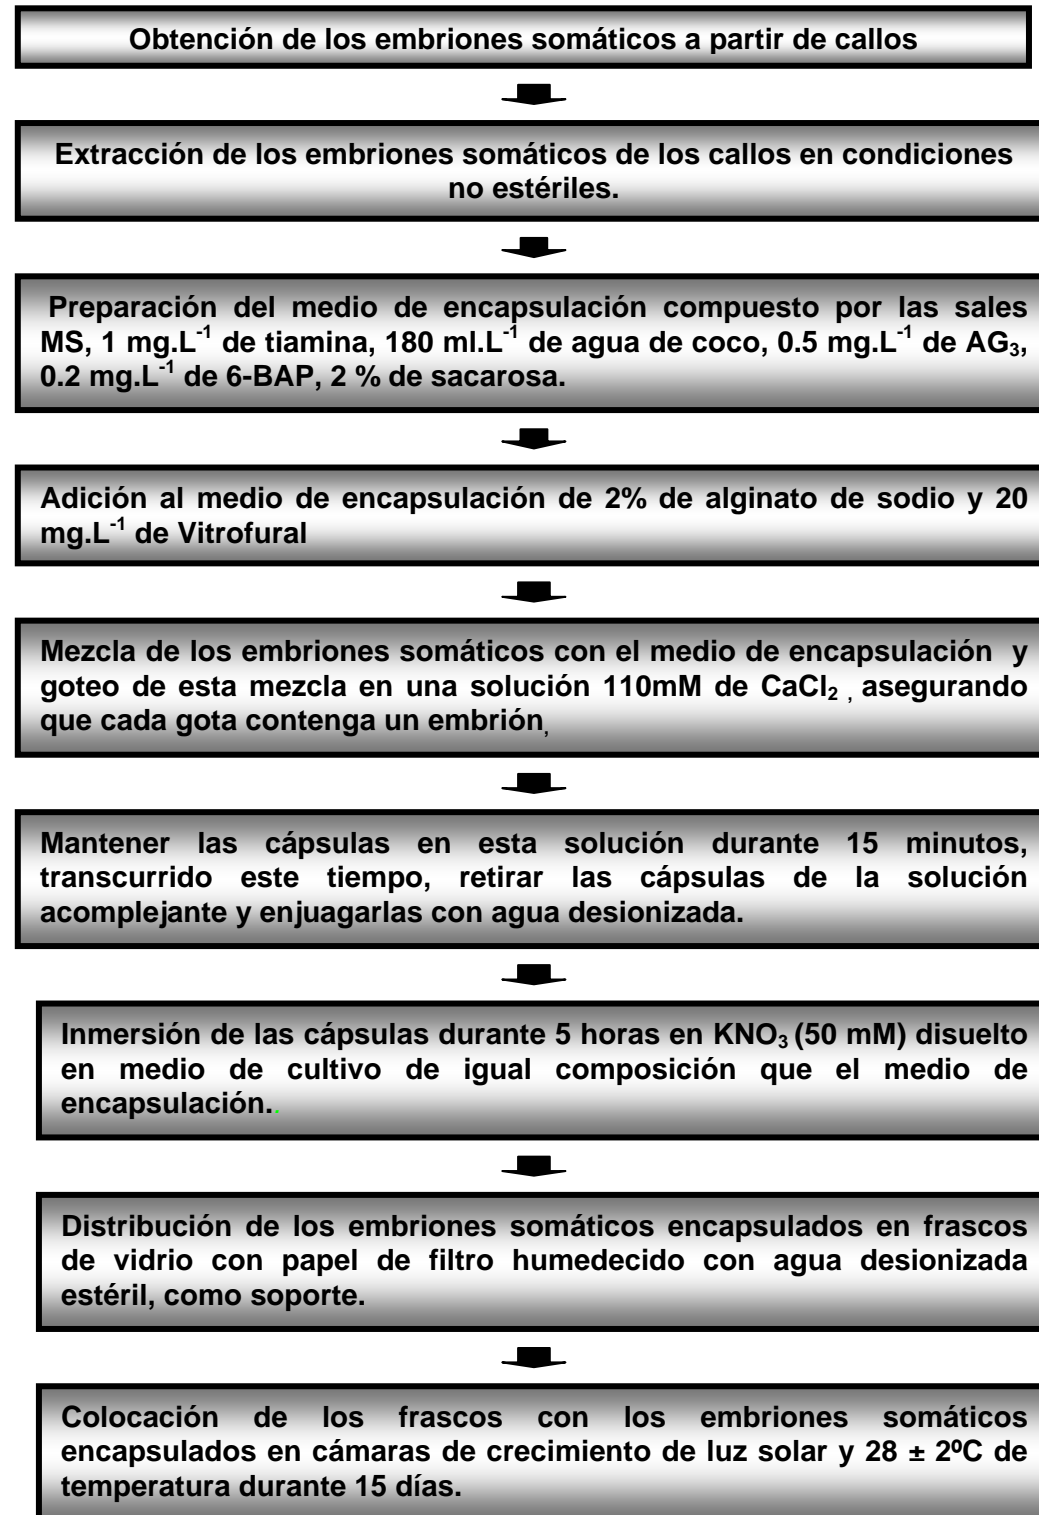 Obtención de los embriones somáticos a partir de callos
Extracción de los embriones somáticos de los callos en condiciones
no estériles.
Preparación del medio de encapsulación compuesto por las sales
MS, 1 mg.L⁻¹ de tiamina, 180 ml.L⁻¹ de agua de coco, 0.5 mg.L⁻¹ de AG₃,
0.2 mg.L⁻¹ de 6-BAP, 2 % de sacarosa.
Adición al medio de encapsulación de 2% de alginato de sodio y 20
mg.L⁻¹ de Vitrofural
Mezcla de los embriones somáticos con el medio de encapsulación y
goteo de esta mezcla en una solución 110mM de CaCl₂ , asegurando
que cada gota contenga un embrión,
Mantener las cápsulas en esta solución durante 15 minutos,
transcurrido este tiempo, retirar las cápsulas de la solución
acomplejante y enjuagarlas con agua desionizada.
Inmersión de las cápsulas durante 5 horas en KNO₃ (50 mM) disuelto
en medio de cultivo de igual composición que el medio de
encapsulación..
Distribución de los embriones somáticos encapsulados en frascos
de vidrio con papel de filtro humedecido con agua desionizada
estéril, como soporte.
Colocación de los frascos con los embriones somáticos
encapsulados en cámaras de crecimiento de luz solar y 28 ± 2ºC de
temperatura durante 15 días.